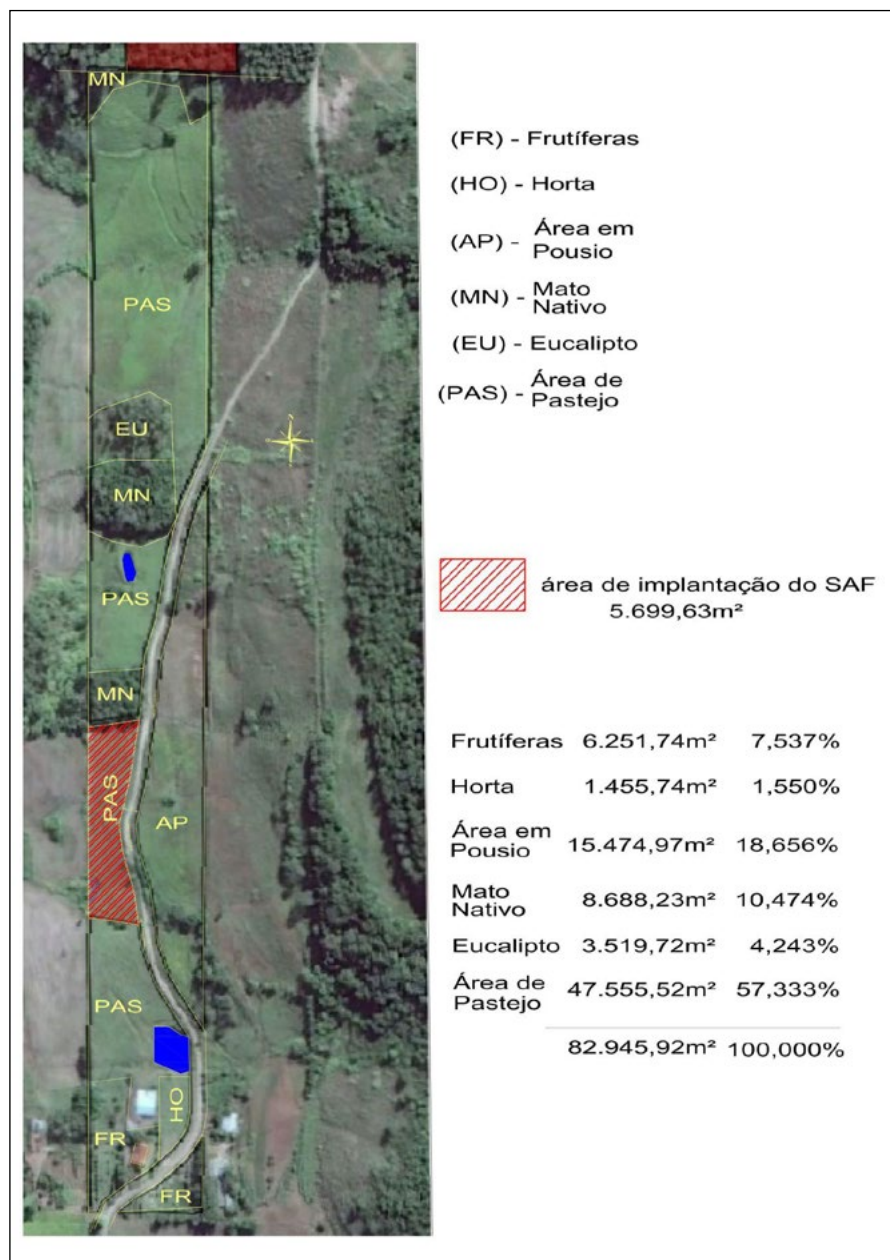 MN
PAS
EU
MN
PAS
MN
PAS
AP
PAS
HO
FR
FR
(FR) - Frutíferas
(HO) - Horta
(AP) - Área em
Pousio
(MN) - Mato
Nativo
(EU) - Eucalipto
(PAS) - Área de
Pastejo
área de implantação do SAF
5.699,63m²
Frutíferas 6.251,74m² 7,537%
Horta 1.455,74m² 1,550%
Área em
Pousio 15.474,97m² 18,656%
Mato
Nativo 8.688,23m² 10,474%
Eucalipto 3.519,72m² 4,243%
Área de
Pastejo 47.555,52m² 57,333%
82.945,92m² 100,000%